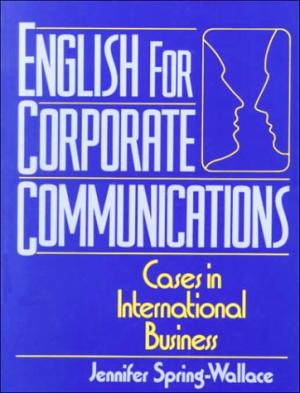 ENGLISH FOR
CORPORATE
COMMUNICATIONS
Cases in
International
Business
Jennifer Spring-Wallace